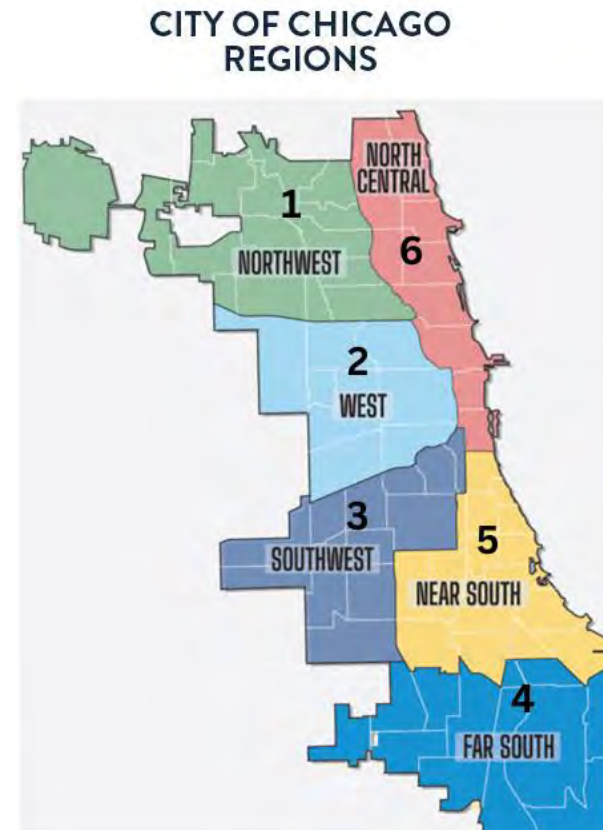 CITY OF CHICAGO
REGIONS
NORTH
CENTRAL
1
6
NORTHWEST
2
WEST
3
SOUTHWEST
5
NEAR SOUTH
4
FAR SOUTH